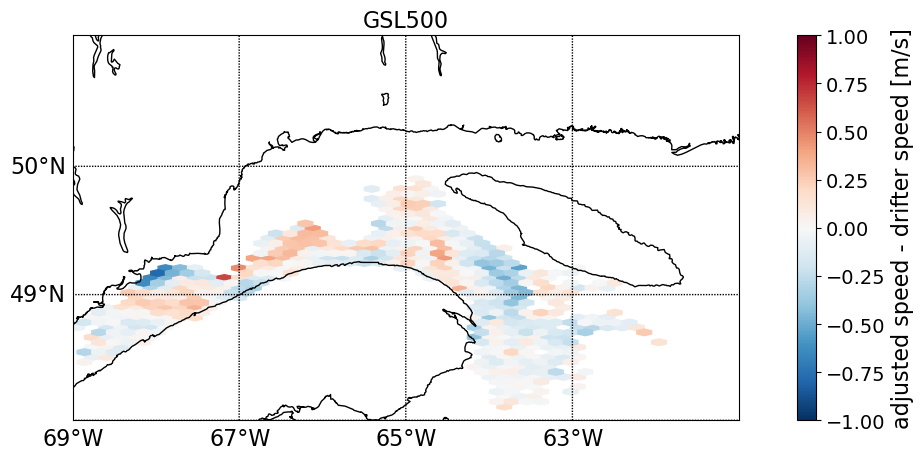 GSL500
50°N
49°N
69°W
67°W
65°W
63°W
1.00
0.75
0.50
0.25
0.00
−0.25
−0.50
−0.75
−1.00
adjusted speed - drifter speed [m/s]